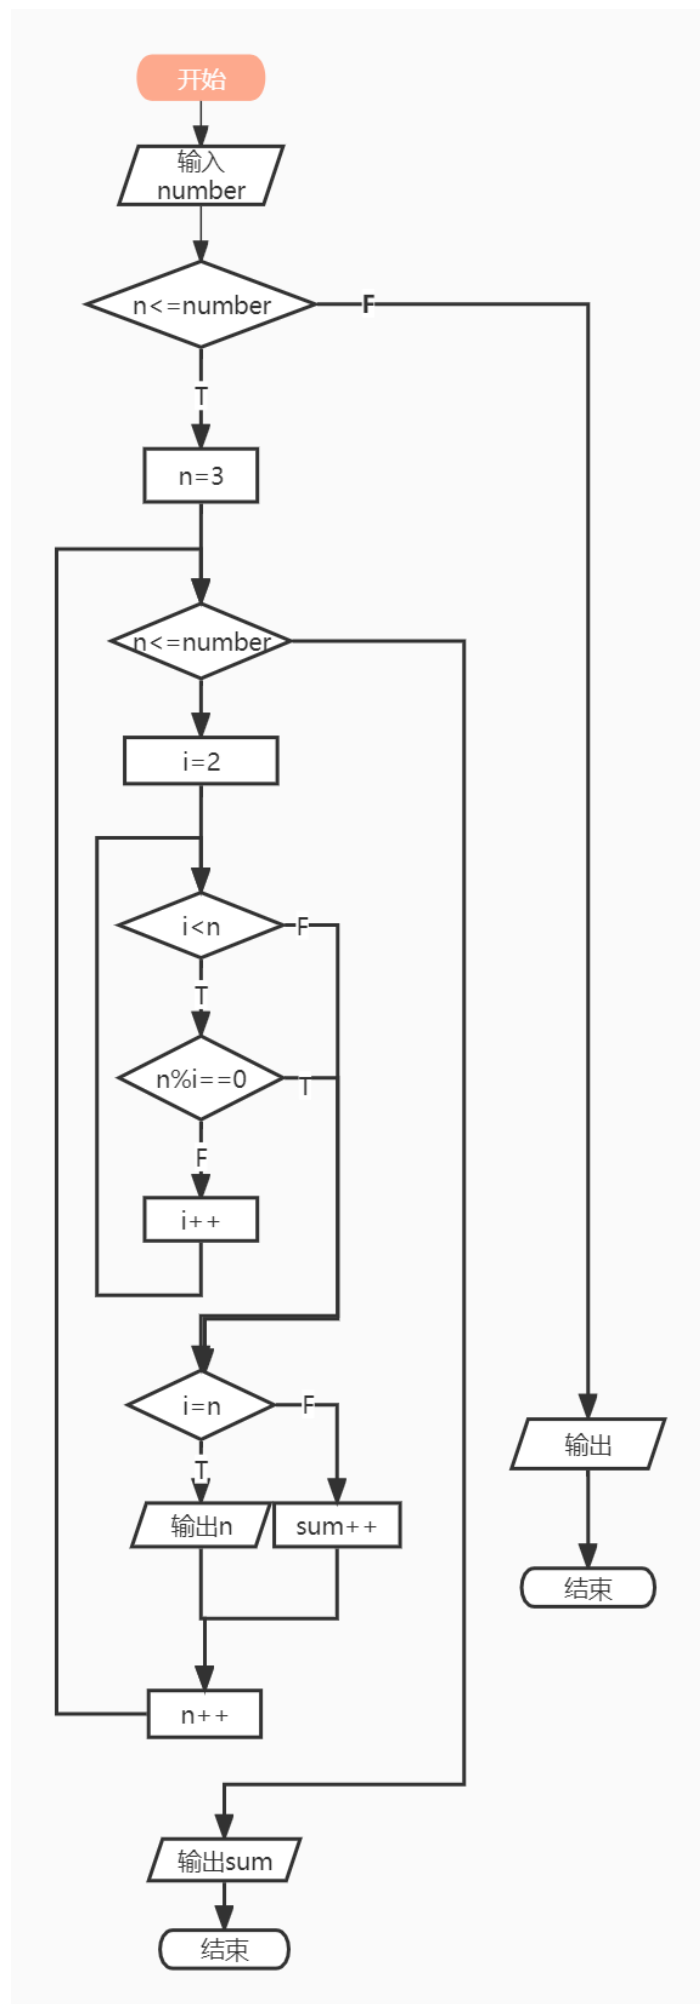 开始
输入
number
n<=number
F
T
n=3
n<=number
i=2
i<n
F
T
n%i==0
T
F
i++
i=n
F
T
输出n
sum++
n++
输出sum
结束
输出
结束